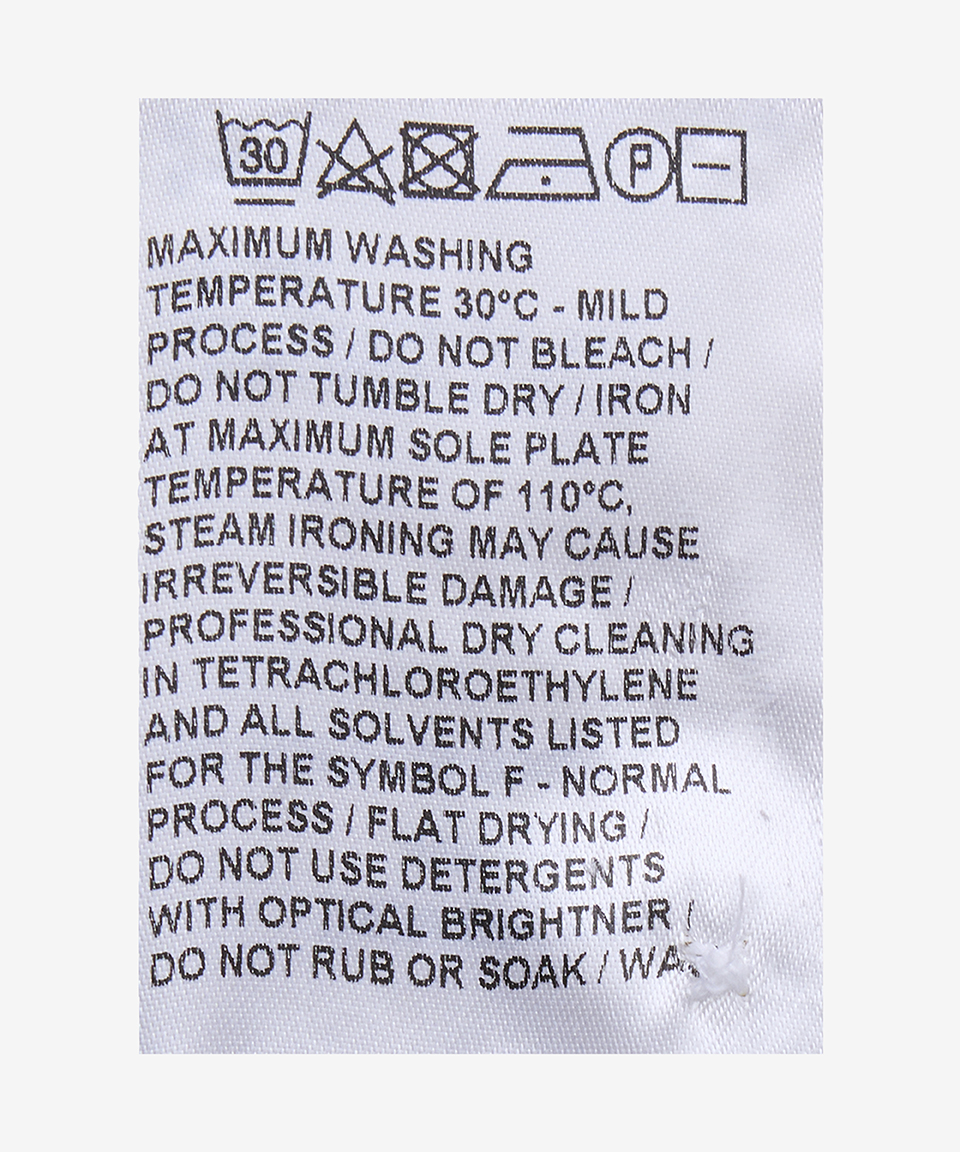 30 P
MAXIMUM WASHING
TEMPERATURE 30°C - MILD
PROCESS / DO NOT BLEACH /
DO NOT TUMBLE DRY / IRON
AT MAXIMUM SOLE PLATE
TEMPERATURE OF 110°C,
STEAM IRONING MAY CAUSE
IRREVERSIBLE DAMAGE /
PROFESSIONAL DRY CLEANING
IN TETRACHLOROETHYLENE
AND ALL SOLVENTS LISTED
FOR THE SYMBOL F - NORMAL
PROCESS / FLAT DRYING /
DO NOT USE DETERGENTS
WITH OPTICAL BRIGHTNER /
DO NOT RUB OR SOAK /